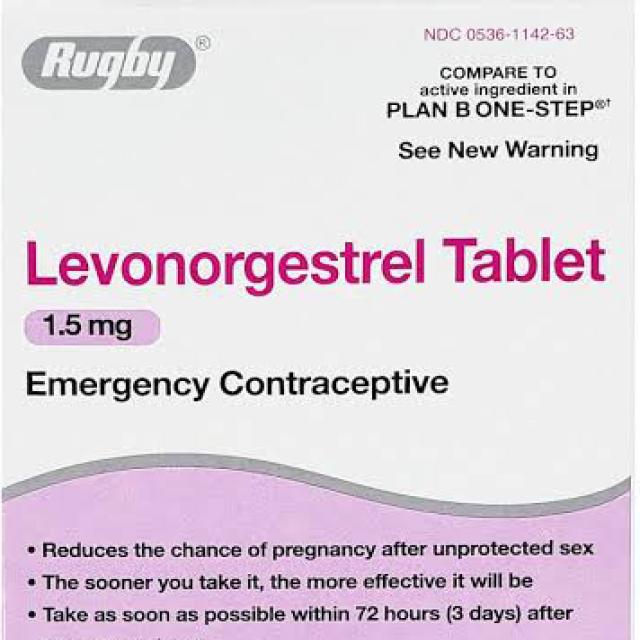 Rugby®
NDC 0536-1142-63
COMPARE TO
active ingredient in
PLAN B ONE-STEP®†
See New Warning
Levonorgestrel Tablet
1.5 mg
Emergency Contraceptive
• Reduces the chance of pregnancy after unprotected sex
• The sooner you take it, the more effective it will be
• Take as soon as possible within 72 hours (3 days) after